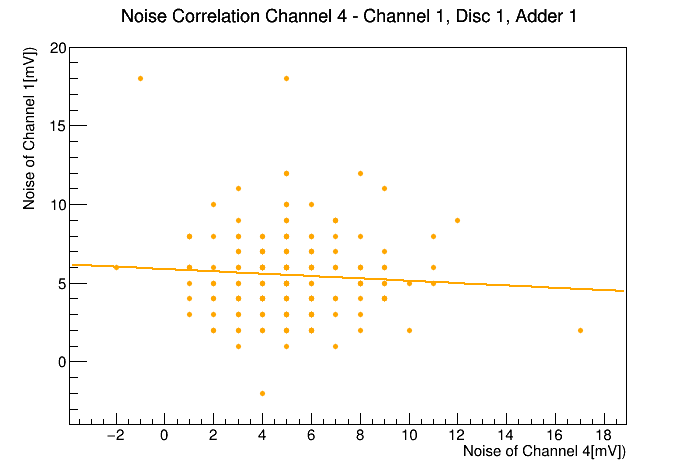 Noise Correlation Channel 4 - Channel 1, Disc 1, Adder 1
Noise of Channel 1[mV])
20
15
10
5
0
−2 0 2 4 6 8 10 12 14 16 18
Noise of Channel 4[mV])